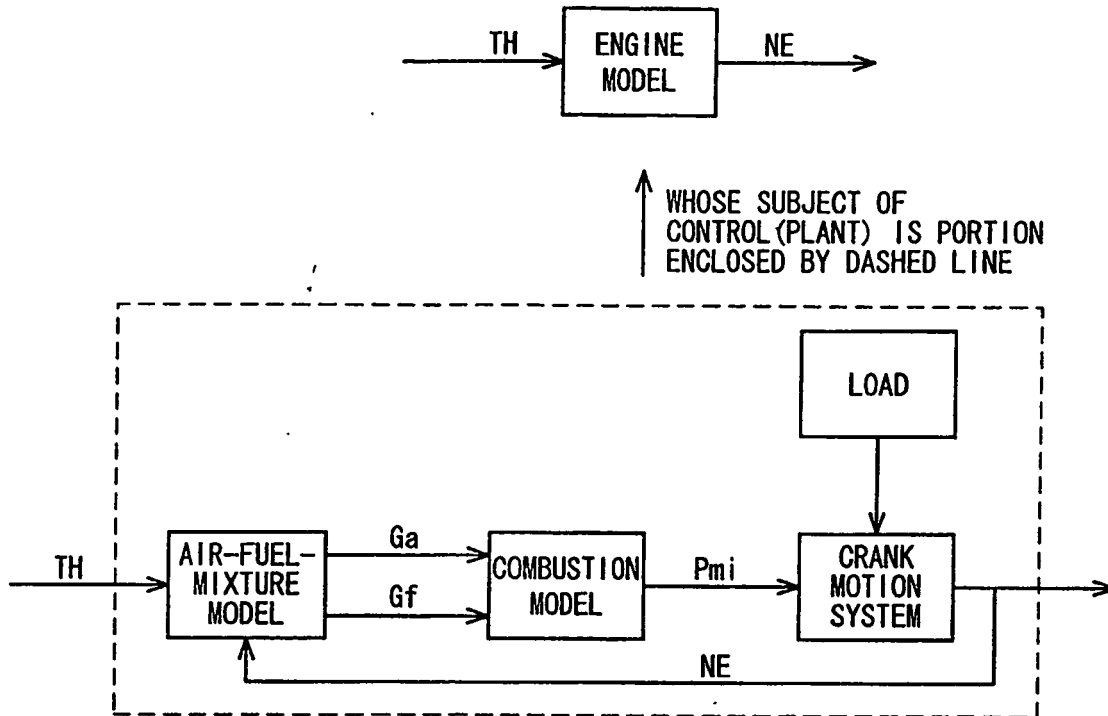 TH
ENGINE
MODEL
NE
WHOSE SUBJECT OF
CONTROL(PLANT) IS PORTION
ENCLOSED BY DASHED LINE
LOAD
TH
AIR-FUEL-
MIXTURE
MODEL
Ga
Gf
COMBUSTION
MODEL
Pmi
CRANK
MOTION
SYSTEM
NE